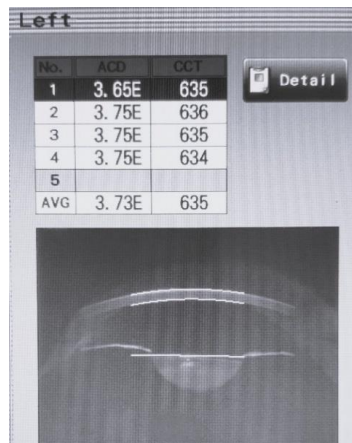 Left
No. ACD CCT
1 3.65E 635
Detail
2 3.75E 636
3 3.75E 635
4 3.75E 634
5
AVG 3.73E 635